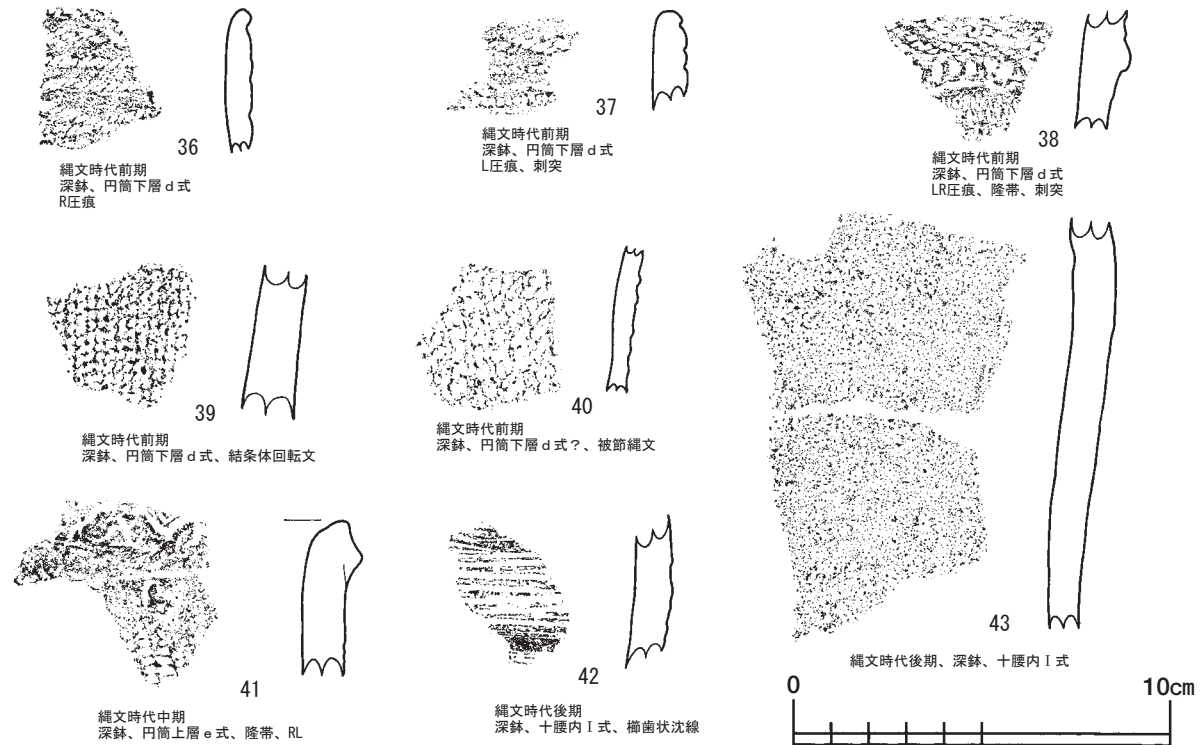 36
縄文時代前期
深鉢、円筒下層d式
R圧痕
37
縄文時代前期
深鉢、円筒下層d式
L圧痕、刺突
38
縄文時代前期
深鉢、円筒下層d式
LR圧痕、隆帯、刺突
39
縄文時代前期
深鉢、円筒下層d式、結条体回転文
40
縄文時代前期
深鉢、円筒下層d式？、被節縄文
41
縄文時代中期
深鉢、円筒上層e式、隆帯、RL
42
縄文時代後期
深鉢、十腰内Ⅰ式、櫛歯状沈線
43
縄文時代後期、深鉢、十腰内Ⅰ式
0 10cm